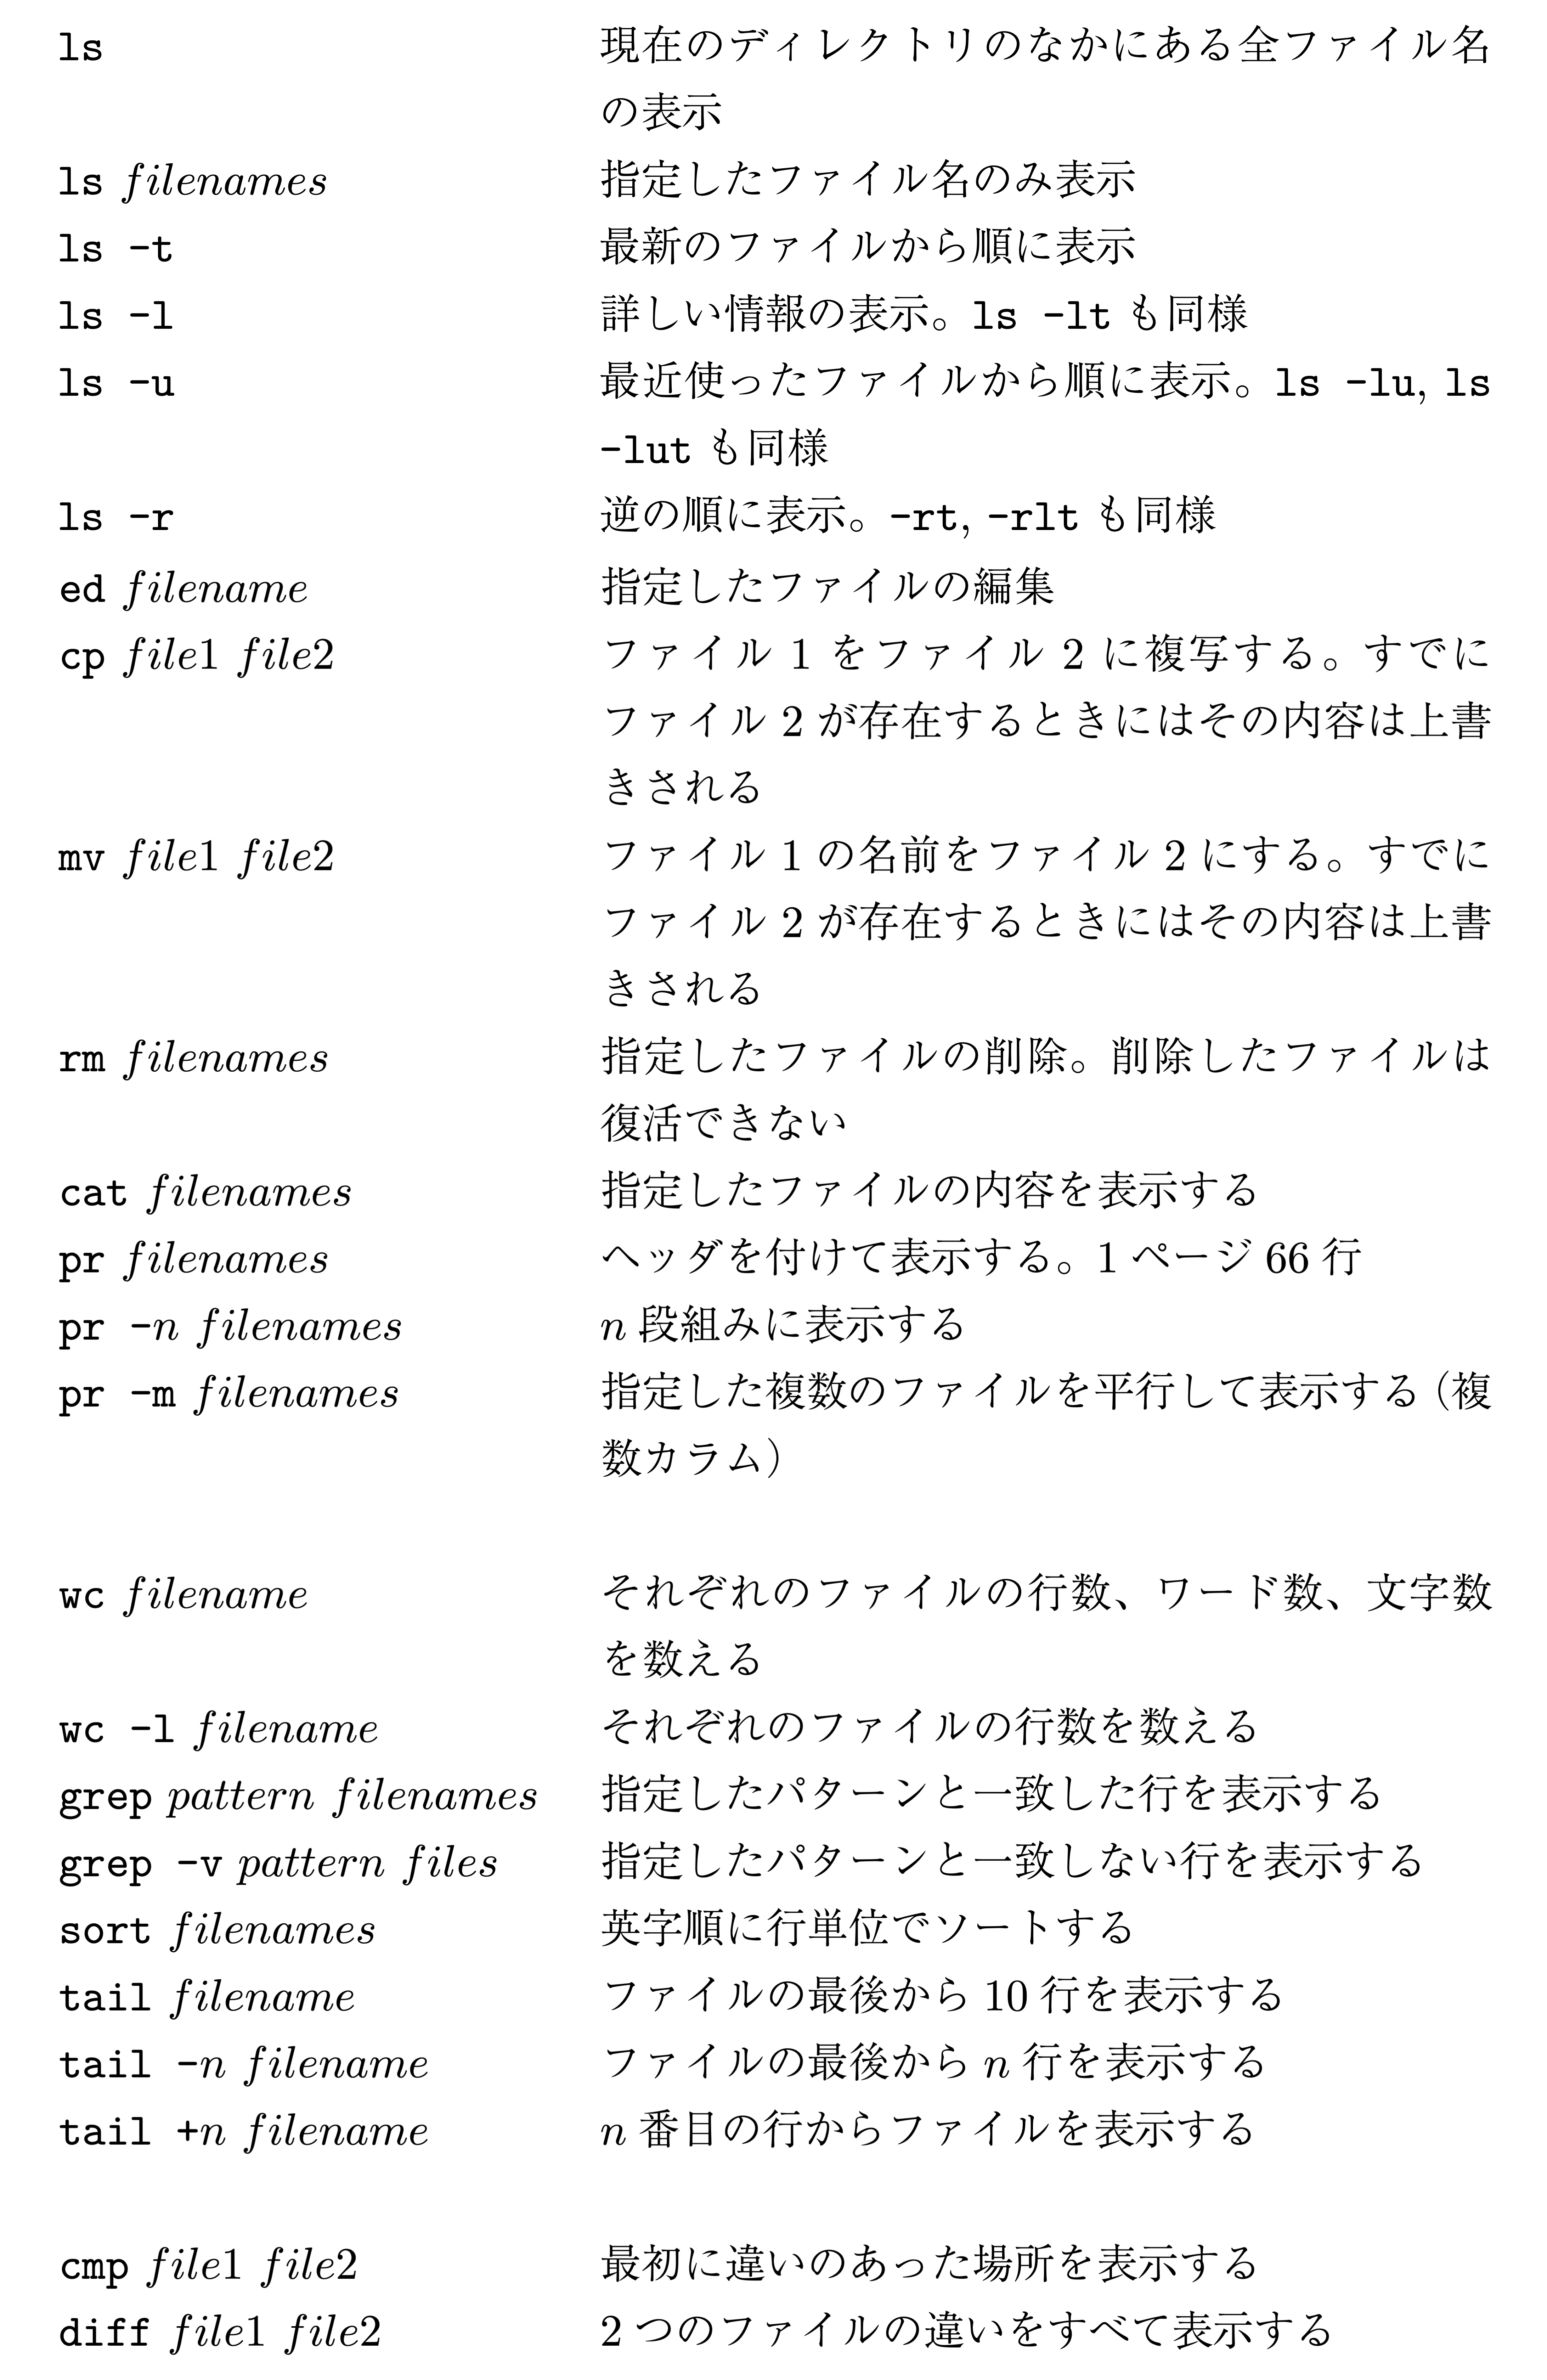 ls 現在のディレクトリのなかにある全ファイル名
の表示
ls filenames 指定したファイル名のみ表示
ls -t 最新のファイルから順に表示
ls -l 詳しい情報の表示。ls -lt も同様
ls -u 最近使ったファイルから順に表示。ls -lu, ls
-lut も同様
ls -r 逆の順に表示。-rt, -rlt も同様
ed filename 指定したファイルの編集
cp file1 file2 ファイル 1 をファイル 2 に複写する。すでに
ファイル 2 が存在するときにはその内容は上書
きされる
mv file1 file2 ファイル 1 の名前をファイル 2 にする。すでに
ファイル 2 が存在するときにはその内容は上書
きされる
rm filenames 指定したファイルの削除。削除したファイルは
復活できない
cat filenames 指定したファイルの内容を表示する
pr filenames ヘッダを付けて表示する。1 ページ 66 行
pr -n filenames n 段組みに表示する
pr -m filenames 指定した複数のファイルを平行して表示する（複
数カラム）
wc filename それぞれのファイルの行数、ワード数、文字数
を数える
wc -l filename それぞれのファイルの行数を数える
grep pattern filenames 指定したパターンと一致した行を表示する
grep -v pattern files 指定したパターンと一致しない行を表示する
sort filenames 英字順に行単位でソートする
tail filename ファイルの最後から 10 行を表示する
tail -n filename ファイルの最後から n 行を表示する
tail +n filename n 番目の行からファイルを表示する
cmp file1 file2 最初に違いのあった場所を表示する
diff file1 file2 2 つのファイルの違いをすべて表示する